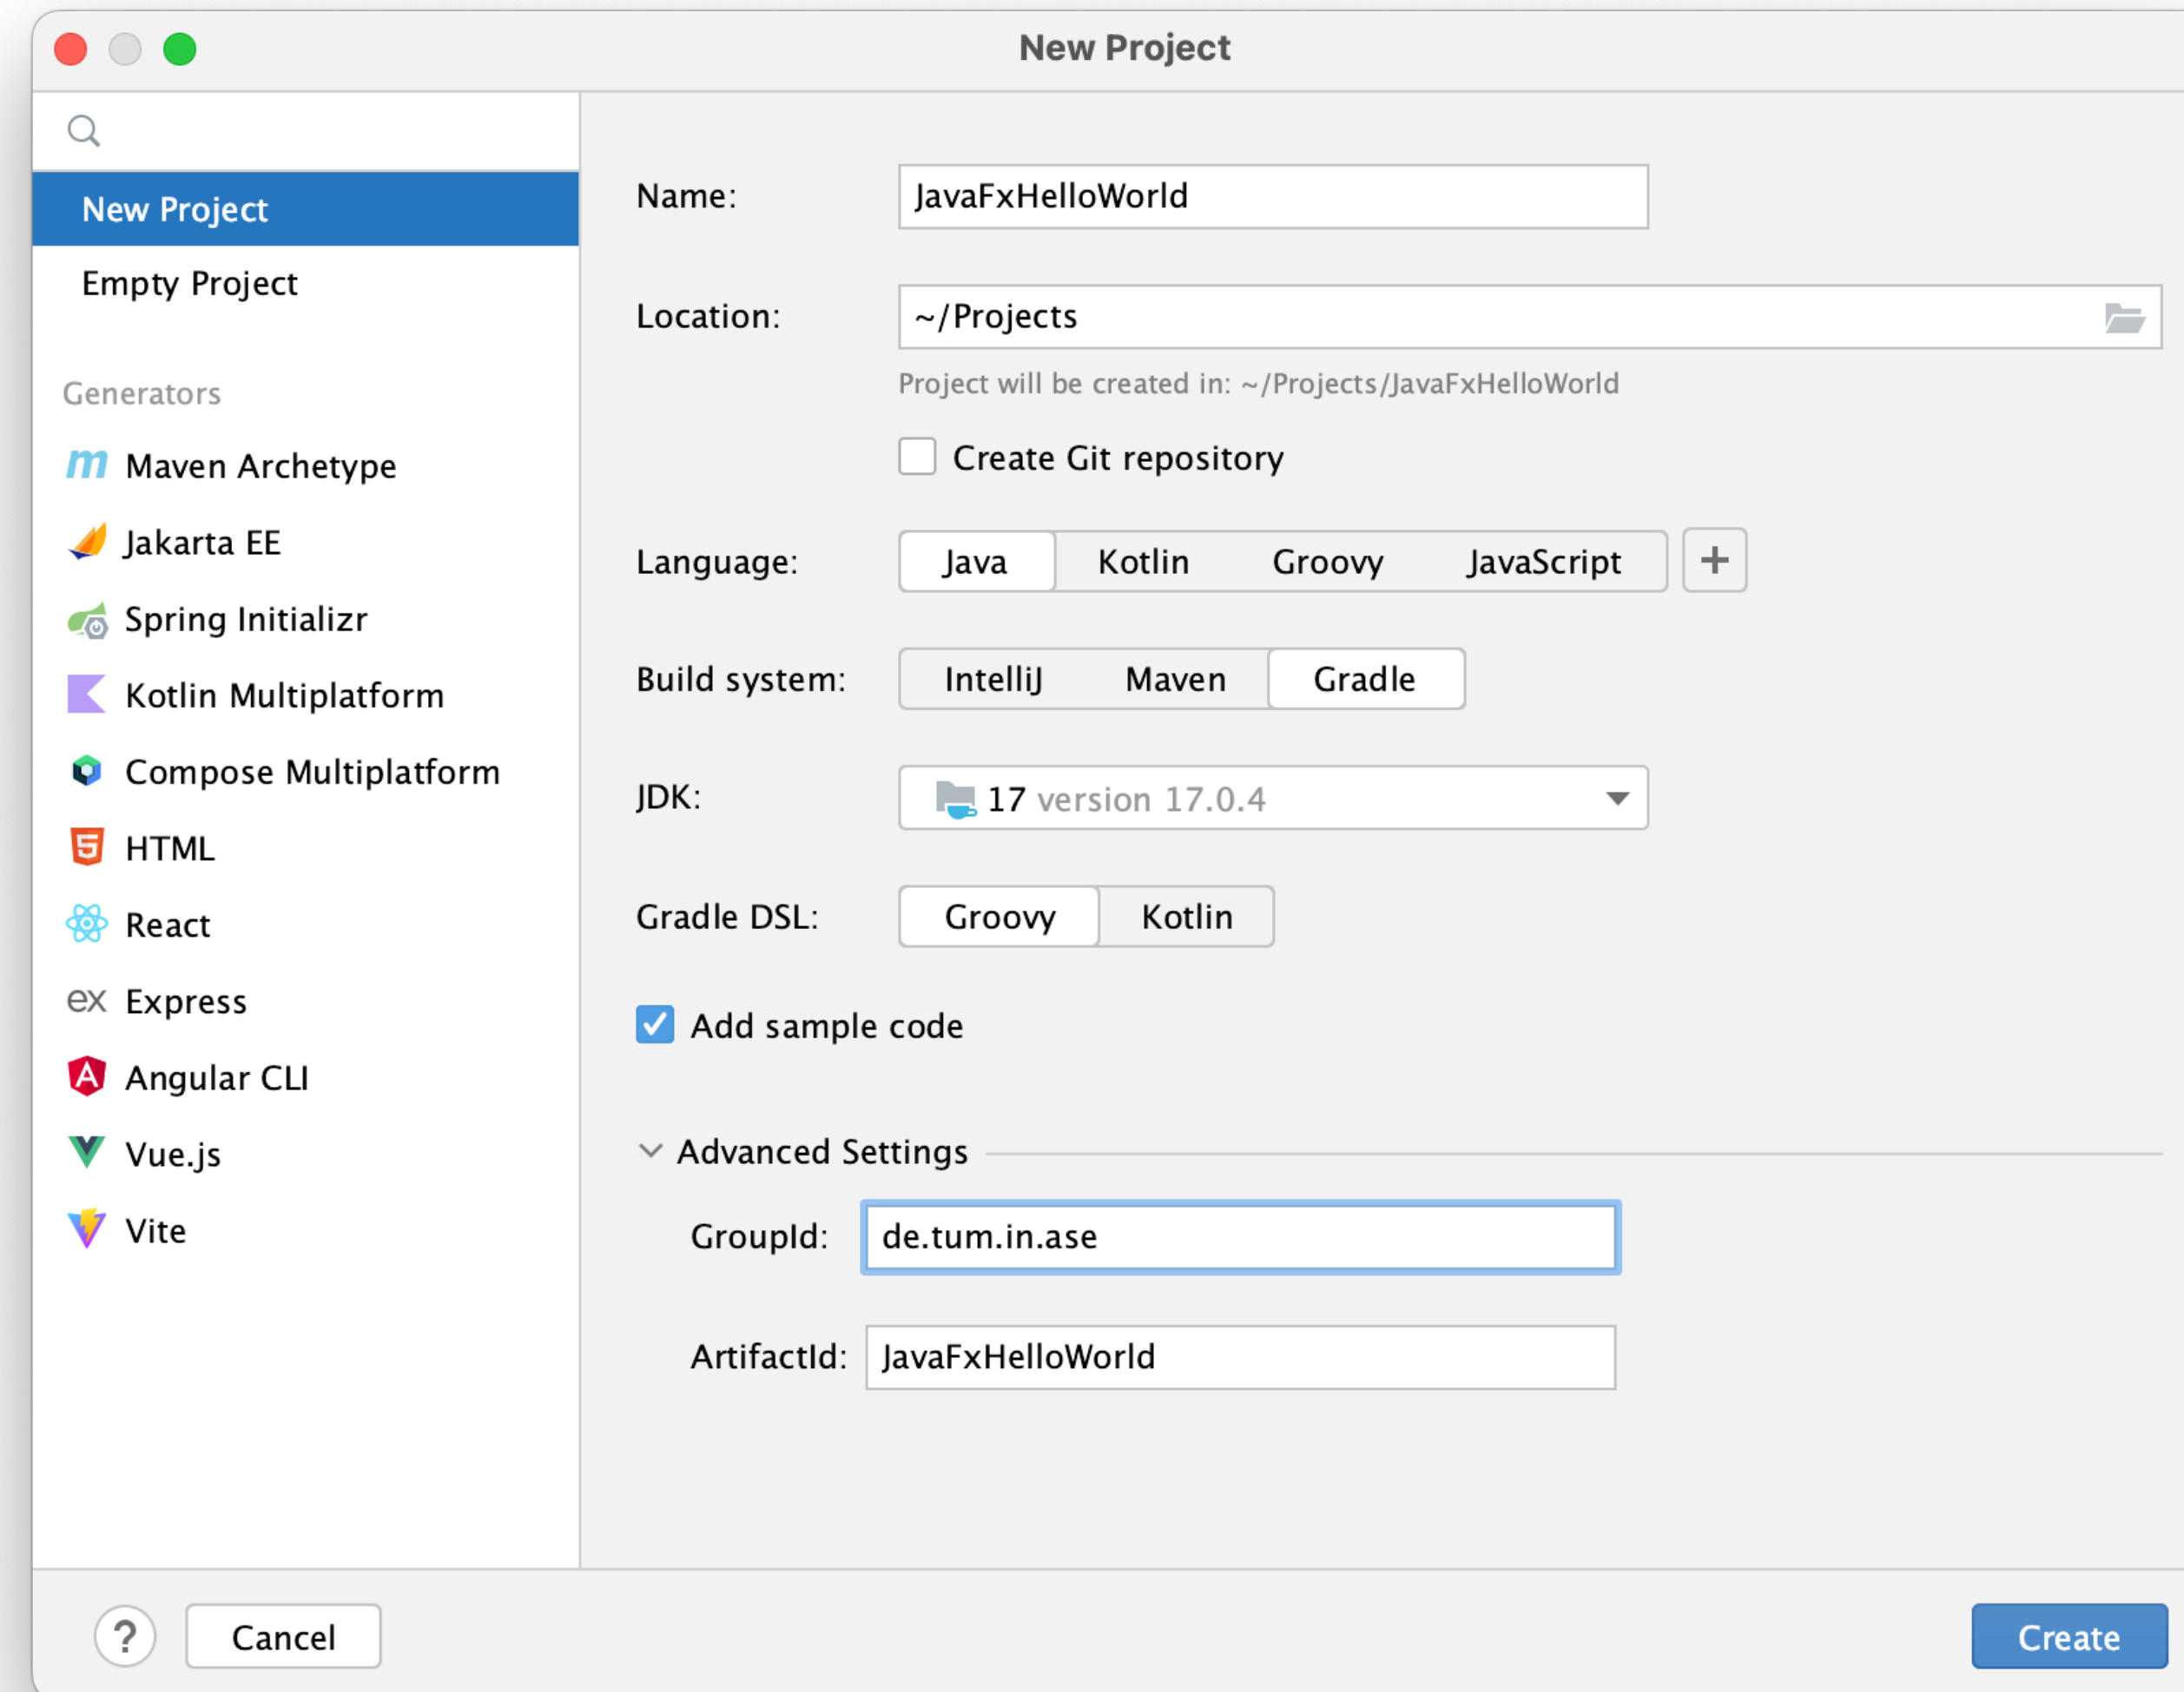 New Project
New Project
Empty Project
Generators
Maven Archetype
Jakarta EE
Spring Initializr
Kotlin Multiplatform
Compose Multiplatform
HTML
React
ex Express
Angular CLI
Vue.js
Vite
Name: JavaFxHelloWorld
Location: ~/Projects
Project will be created in: ~/Projects/JavaFxHelloWorld
Create Git repository
Language: Java Kotlin Groovy JavaScript +
Build system: IntelliJ Maven Gradle
JDK: 17 version 17.0.4
Gradle DSL: Groovy Kotlin
Add sample code
Advanced Settings
GroupId: de.tum.in.ase
ArtifactId: JavaFxHelloWorld
? Cancel Create